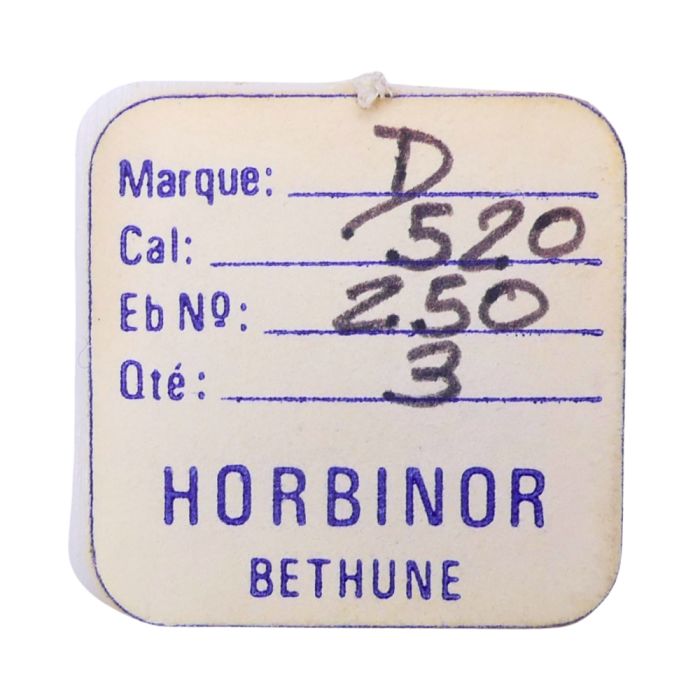 Marque: D
Cal: 520
Eb Nº: 250
Qté: 3
HORBINOR
BETHUNE